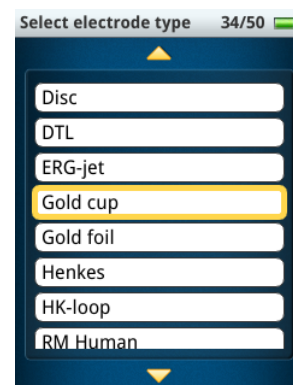 Select electrode type 34/50
Disc
DTL
ERG-jet
Gold cup
Gold foil
Henkes
HK-loop
RM Human